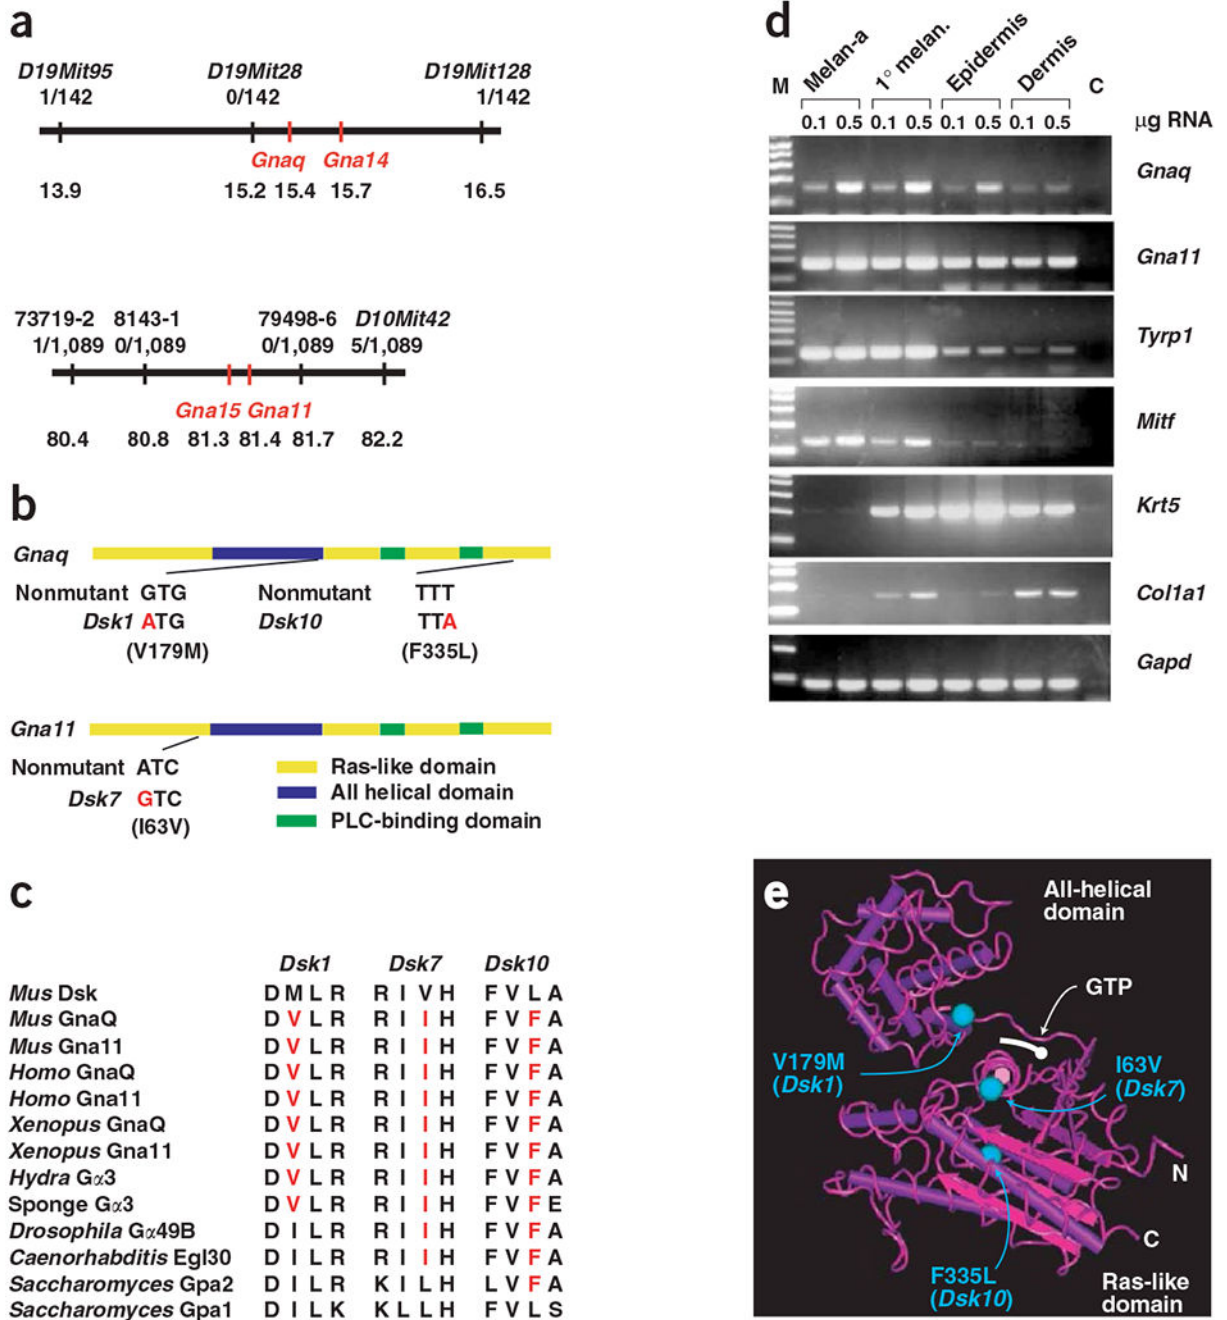 a
D19Mit95 D19Mit28 D19Mit128
1/142 0/142 1/142
Gnaq Gna14
13.9 15.2 15.4 15.7 16.5
73719-2 8143-1 79498-6 D10Mit42
1/1,089 0/1,089 0/1,089 5/1,089
Gna15 Gna11
80.4 80.8 81.3 81.4 81.7 82.2
b
Gnaq
Nonmutant GTG Nonmutant TTT
Dsk1 ATG Dsk10 TTA
(V179M) (F335L)
Gna11
Nonmutant ATC
Dsk7 GTC
(I63V)
Ras-like domain
All helical domain
PLC-binding domain
c
Dsk1 Dsk7 Dsk10
Mus Dsk D M L R R I V H F V L A
Mus GnaQ D V L R R I I H F V F A
Mus Gna11 D V L R R I I H F V F A
Homo GnaQ D V L R R I I H F V F A
Homo Gna11 D V L R R I I H F V F A
Xenopus GnaQ D V L R R I I H F V F A
Xenopus Gna11 D V L R R I I H F V F A
Hydra Gα3 D V L R R I I H F V F A
Sponge Gα3 D V L R R I I H F V F E
Drosophila Gα49B D I L R R I I H F V F A
Caenorhabditis Egl30 D I L R R I I H F V F A
Saccharomyces Gpa2 D I L R K I L H L V F A
Saccharomyces Gpa1 D I L K K L L H F V L S
d
M Melan-a 1° melan. Epidermis Dermis C
0.1 0.5 0.1 0.5 0.1 0.5 0.1 0.5 μg RNA
Gnaq
Gna11
Tyrp1
Mitf
Krt5
Col1a1
Gapd
e
All-helical
domain
GTP
V179M
(Dsk1)
I63V
(Dsk7)
N
C
F335L
(Dsk10)
Ras-like
domain